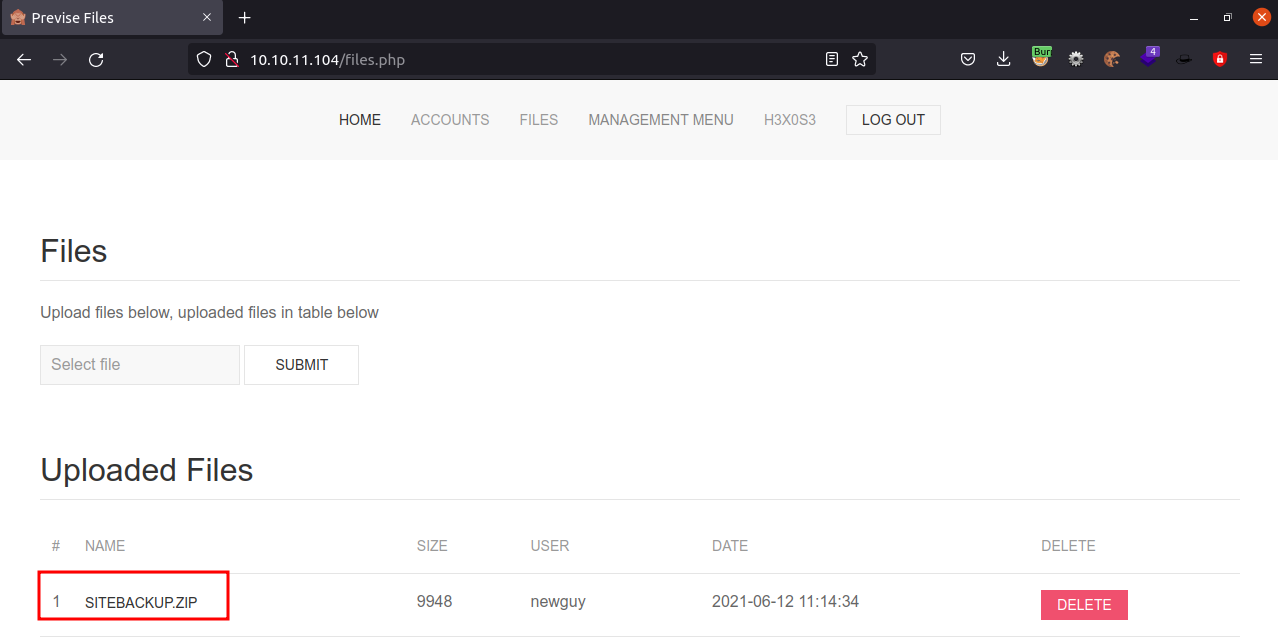 Previse Files
10.10.11.104/files.php
Bur
4
HOME ACCOUNTS FILES MANAGEMENT MENU H3X0S3 LOG OUT
Files
Upload files below, uploaded files in table below
Select file SUBMIT
Uploaded Files
# NAME SIZE USER DATE DELETE
1 SITEBACKUP.ZIP 9948 newguy 2021-06-12 11:14:34 DELETE